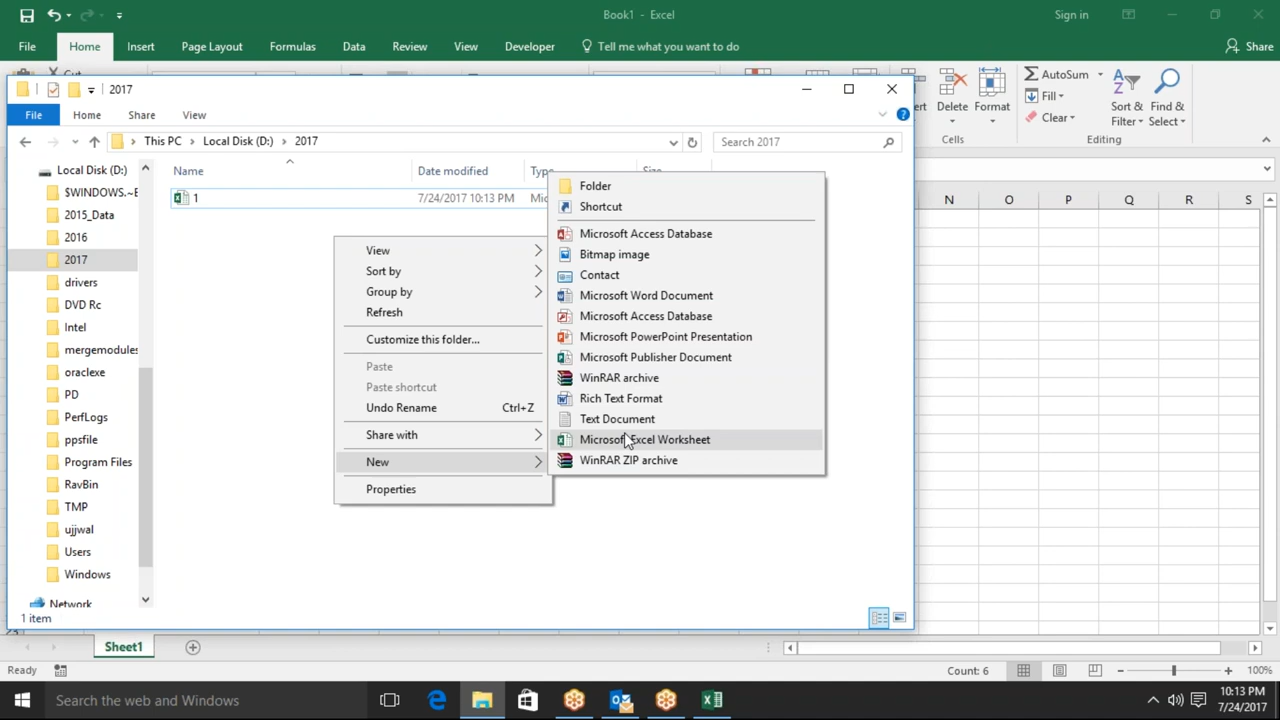 Book1 - Excel
Sign in
File Home Insert Page Layout Formulas Data Review View Developer Tell me what you want to do Share
Cut
2017
AutoSum
Fill
Clear
Delete Format
Sort & Filter
Find & Select
Cells Editing
File Home Share View
This PC Local Disk (D:) 2017
Search 2017
Name Date modified Type Size
1 7/24/2017 10:13 PM
Local Disk (D:)
$WINDOWS.~E
2015_Data
2016
2017
drivers
DVD Rc
Intel
mergemodules
oraclexe
PD
PerfLogs
ppsfile
Program Files
RavBin
TMP
ujjwal
Users
Windows
Network
View
Sort by
Group by
Refresh
Customize this folder...
Paste
Paste shortcut
Undo Rename Ctrl+Z
Share with
New
Properties
Folder
Shortcut
Microsoft Access Database
Bitmap image
Contact
Microsoft Word Document
Microsoft Access Database
Microsoft PowerPoint Presentation
Microsoft Publisher Document
WinRAR archive
Rich Text Format
Text Document
Microsoft Excel Worksheet
WinRAR ZIP archive
N O P Q R S
1 item
Sheet1
Ready
Count: 6
100%
Search the web and Windows
10:13 PM
7/24/2017